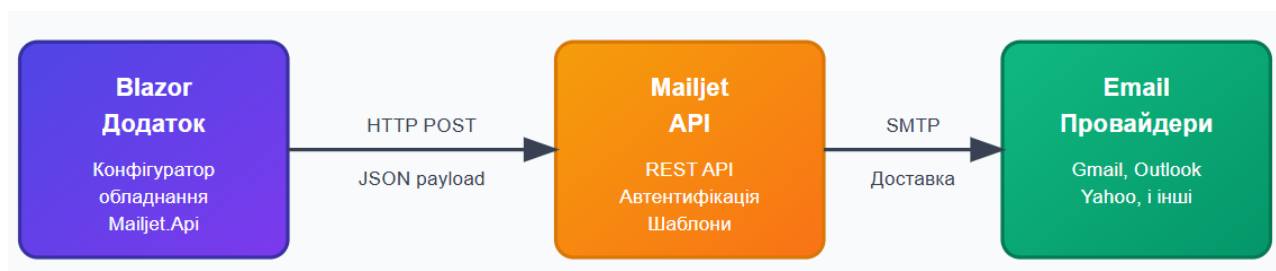 Blazor
Додаток
Конфігуратор
обладнання
Mailjet.Api
HTTP POST
JSON payload
Mailjet
API
REST API
Автентифікація
Шаблони
SMTP
Доставка
Email
Провайдери
Gmail, Outlook
Yahoo, і інші